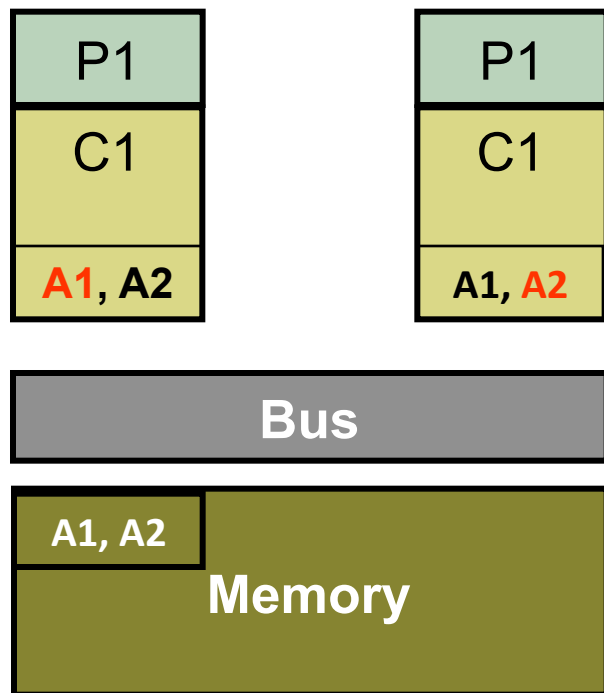 P1
P1
C1
C1
A1, A2
A1, A2
Bus
A1, A2
Memory